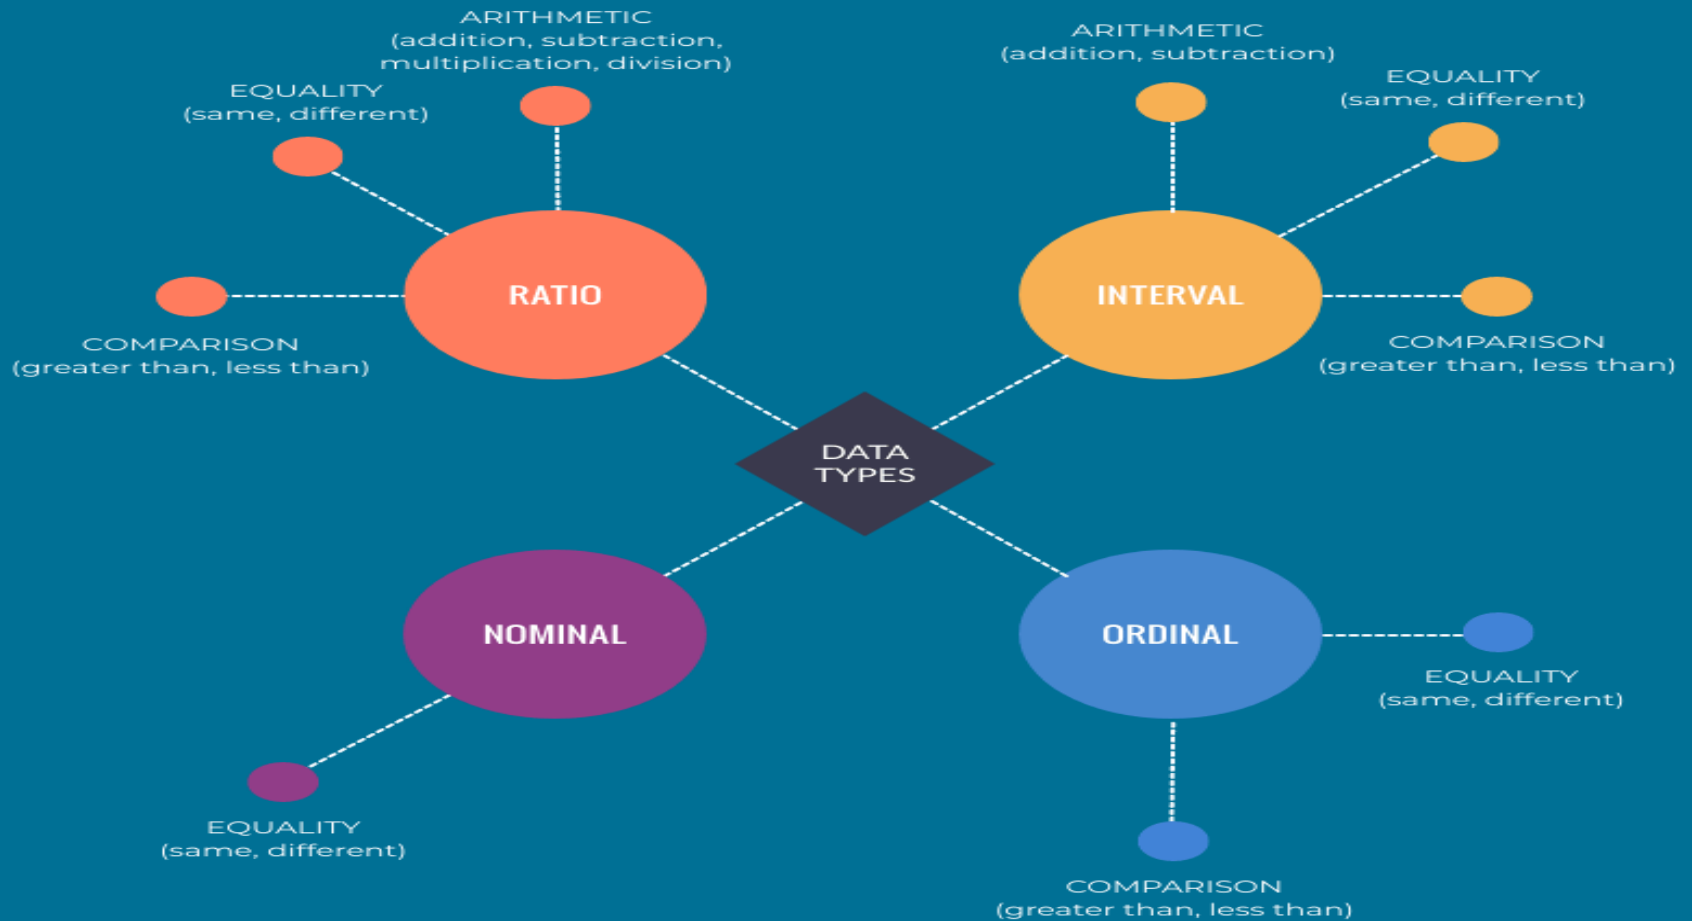 ARITHMETIC
(addition, subtraction,
multiplication, division)
EQUALITY
(same, different)
RATIO
COMPARISON
(greater than, less than)
ARITHMETIC
(addition, subtraction)
EQUALITY
(same, different)
INTERVAL
COMPARISON
(greater than, less than)
DATA
TYPES
NOMINAL
EQUALITY
(same, different)
ORDINAL
EQUALITY
(same, different)
COMPARISON
(greater than, less than)